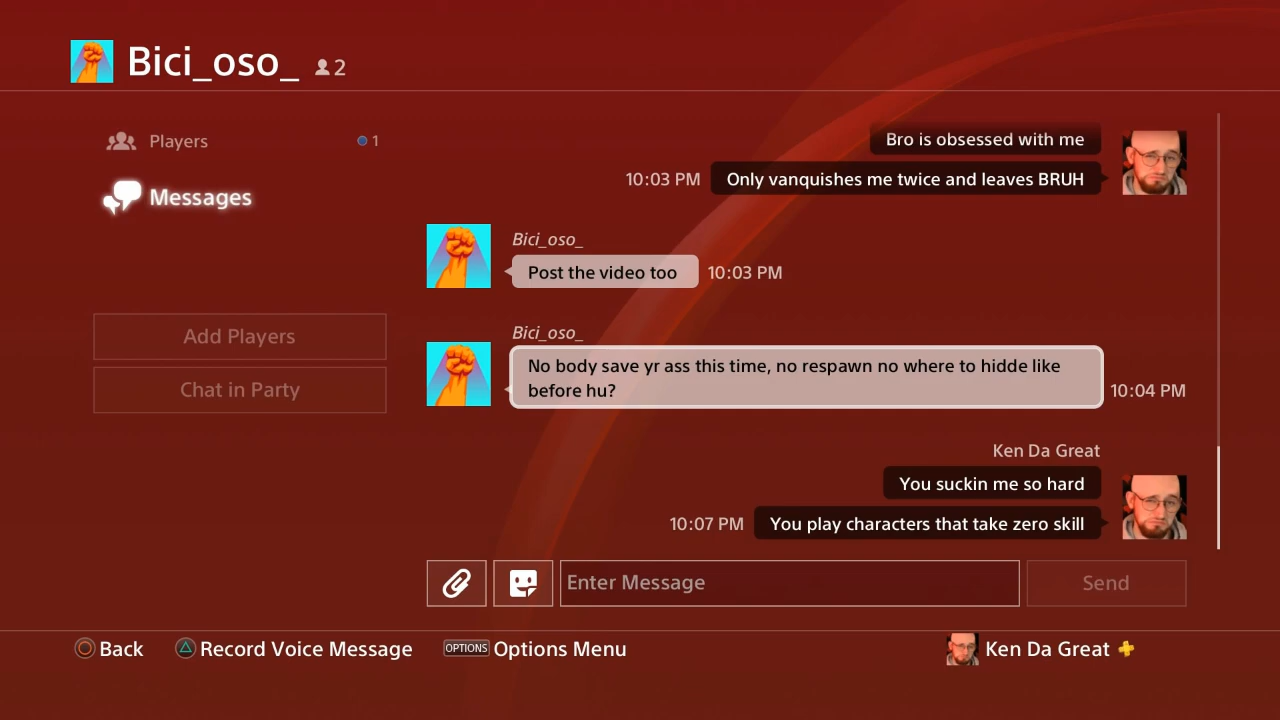 Bici_oso_ 2
Players 1
Messages
Add Players
Chat in Party
Bro is obsessed with me
10:03 PM Only vanquishes me twice and leaves BRUH
Bici_oso_
Post the video too 10:03 PM
Bici_oso_
No body save yr ass this time, no respawn no where to hidde like
before hu? 10:04 PM
Ken Da Great
You suckin me so hard
10:07 PM You play characters that take zero skill
Enter Message Send
Back Record Voice Message OPTIONS Options Menu Ken Da Great